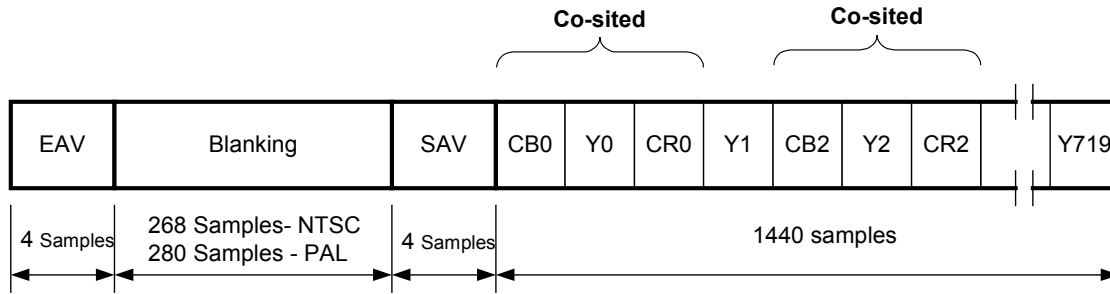 Co-sited
Co-sited
EAV
Blanking
SAV
CB0
Y0
CR0
Y1
CB2
Y2
CR2
Y719
4 Samples
268 Samples- NTSC
280 Samples - PAL
4 Samples
1440 samples